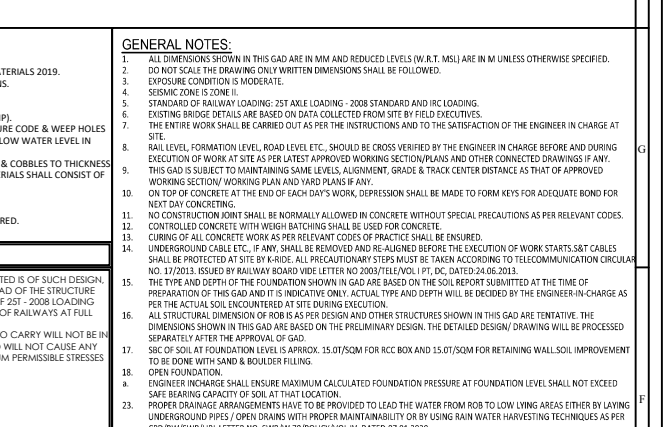 ATERIALS 2019.
NS.
IP).
URE CODE & WEEP HOLES
LOW WATER LEVEL IN
& COBBLES TO THICKNESS
RIALS SHALL CONSIST OF
RED.
TED IS OF SUCH DESIGN,
AD OF THE STRUCTURE
F 25T - 2008 LOADING
OF RAILWAYS AT FULL
O CARRY WILL NOT BE IN
WILL NOT CAUSE ANY
UM PERMISSIBLE STRESSES
GENERAL NOTES:
1. ALL DIMENSIONS SHOWN IN THIS GAD ARE IN MM AND REDUCED LEVELS (W.R.T. MSL) ARE IN M UNLESS OTHERWISE SPECIFIED.
2. DO NOT SCALE THE DRAWING ONLY WRITTEN DIMENSIONS SHALL BE FOLLOWED.
3. EXPOSURE CONDITION IS MODERATE.
4. SEISMIC ZONE IS ZONE II.
5. STANDARD OF RAILWAY LOADING: 25T AXLE LOADING - 2008 STANDARD AND IRC LOADING.
6. EXISTING BRIDGE DETAILS ARE BASED ON DATA COLLECTED FROM SITE BY FIELD EXECUTIVES.
7. THE ENTIRE WORK SHALL BE CARRIED OUT AS PER THE INSTRUCTIONS AND TO THE SATISFACTION OF THE ENGINEER IN CHARGE AT
SITE.
8. RAIL LEVEL, FORMATION LEVEL, ROAD LEVEL ETC., SHOULD BE CROSS VERIFIED BY THE ENGINEER IN CHARGE BEFORE AND DURING
EXECUTION OF WORK AT SITE AS PER LATEST APPROVED WORKING SECTION/PLANS AND OTHER CONNECTED DRAWINGS IF ANY.
9. THIS GAD IS SUBJECT TO MAINTAINING SAME LEVELS, ALIGNMENT, GRADE & TRACK CENTER DISTANCE AS THAT OF APPROVED
WORKING SECTION/ WORKING PLAN AND YARD PLANS IF ANY.
10. ON TOP OF CONCRETE AT THE END OF EACH DAY'S WORK, DEPRESSION SHALL BE MADE TO FORM KEYS FOR ADEQUATE BOND FOR
NEXT DAY CONCRETING.
11. NO CONSTRUCTION JOINT SHALL BE NORMALLY ALLOWED IN CONCRETE WITHOUT SPECIAL PRECAUTIONS AS PER RELEVANT CODES.
12. CONTROLLED CONCRETE WITH WEIGH BATCHING SHALL BE USED FOR CONCRETE.
13. CURING OF ALL CONCRETE WORK AS PER RELEVANT CODES OF PRACTICE SHALL BE ENSURED.
14. UNDERGROUND CABLE ETC., IF ANY, SHALL BE REMOVED AND RE-ALIGNED BEFORE THE EXECUTION OF WORK STARTS.S&T CABLES
SHALL BE PROTECTED AT SITE BY K-RIDE. ALL PRECAUTIONARY STEPS MUST BE TAKEN ACCORDING TO TELECOMMUNICATION CIRCULAR
NO. 17/2013. ISSUED BY RAILWAY BOARD VIDE LETTER NO 2003/TELE/VOL I PT, DC, DATED:24.06.2013.
15. THE TYPE AND DEPTH OF THE FOUNDATION SHOWN IN GAD ARE BASED ON THE SOIL REPORT SUBMITTED AT THE TIME OF
PREPARATION OF THIS GAD AND IT IS INDICATIVE ONLY. ACTUAL TYPE AND DEPTH WILL BE DECIDED BY THE ENGINEER-IN-CHARGE AS
PER THE ACTUAL SOIL ENCOUNTERED AT SITE DURING EXECUTION.
16. ALL STRUCTURAL DIMENSION OF ROB IS AS PER DESIGN AND OTHER STRUCTURES SHOWN IN THIS GAD ARE TENTATIVE. THE
DIMENSIONS SHOWN IN THIS GAD ARE BASED ON THE PRELIMINARY DESIGN. THE DETAILED DESIGN/ DRAWING WILL BE PROCESSED
SEPARATELY AFTER THE APPROVAL OF GAD.
17. SBC OF SOIL AT FOUNDATION LEVEL IS APRROX. 15.0T/SQM FOR RCC BOX AND 15.0T/SQM FOR RETAINING WALL.SOIL IMPROVEMENT
TO BE DONE WITH SAND & BOULDER FILLING.
18. OPEN FOUNDATION.
a. ENGINEER INCHARGE SHALL ENSURE MAXIMUM CALCULATED FOUNDATION PRESSURE AT FOUNDATION LEVEL SHALL NOT EXCEED
SAFE BEARING CAPACITY OF SOIL AT THAT LOCATION.
23. PROPER DRAINAGE ARRANGEMENTS HAVE TO BE PROVIDED TO LEAD THE WATER FROM ROB TO LOW LYING AREAS EITHER BY LAYING
UNDERGROUND PIPES / OPEN DRAINS WITH PROPER MAINTAINABILITY OR BY USING RAIN WATER HARVESTING TECHNIQUES AS PER
G
F